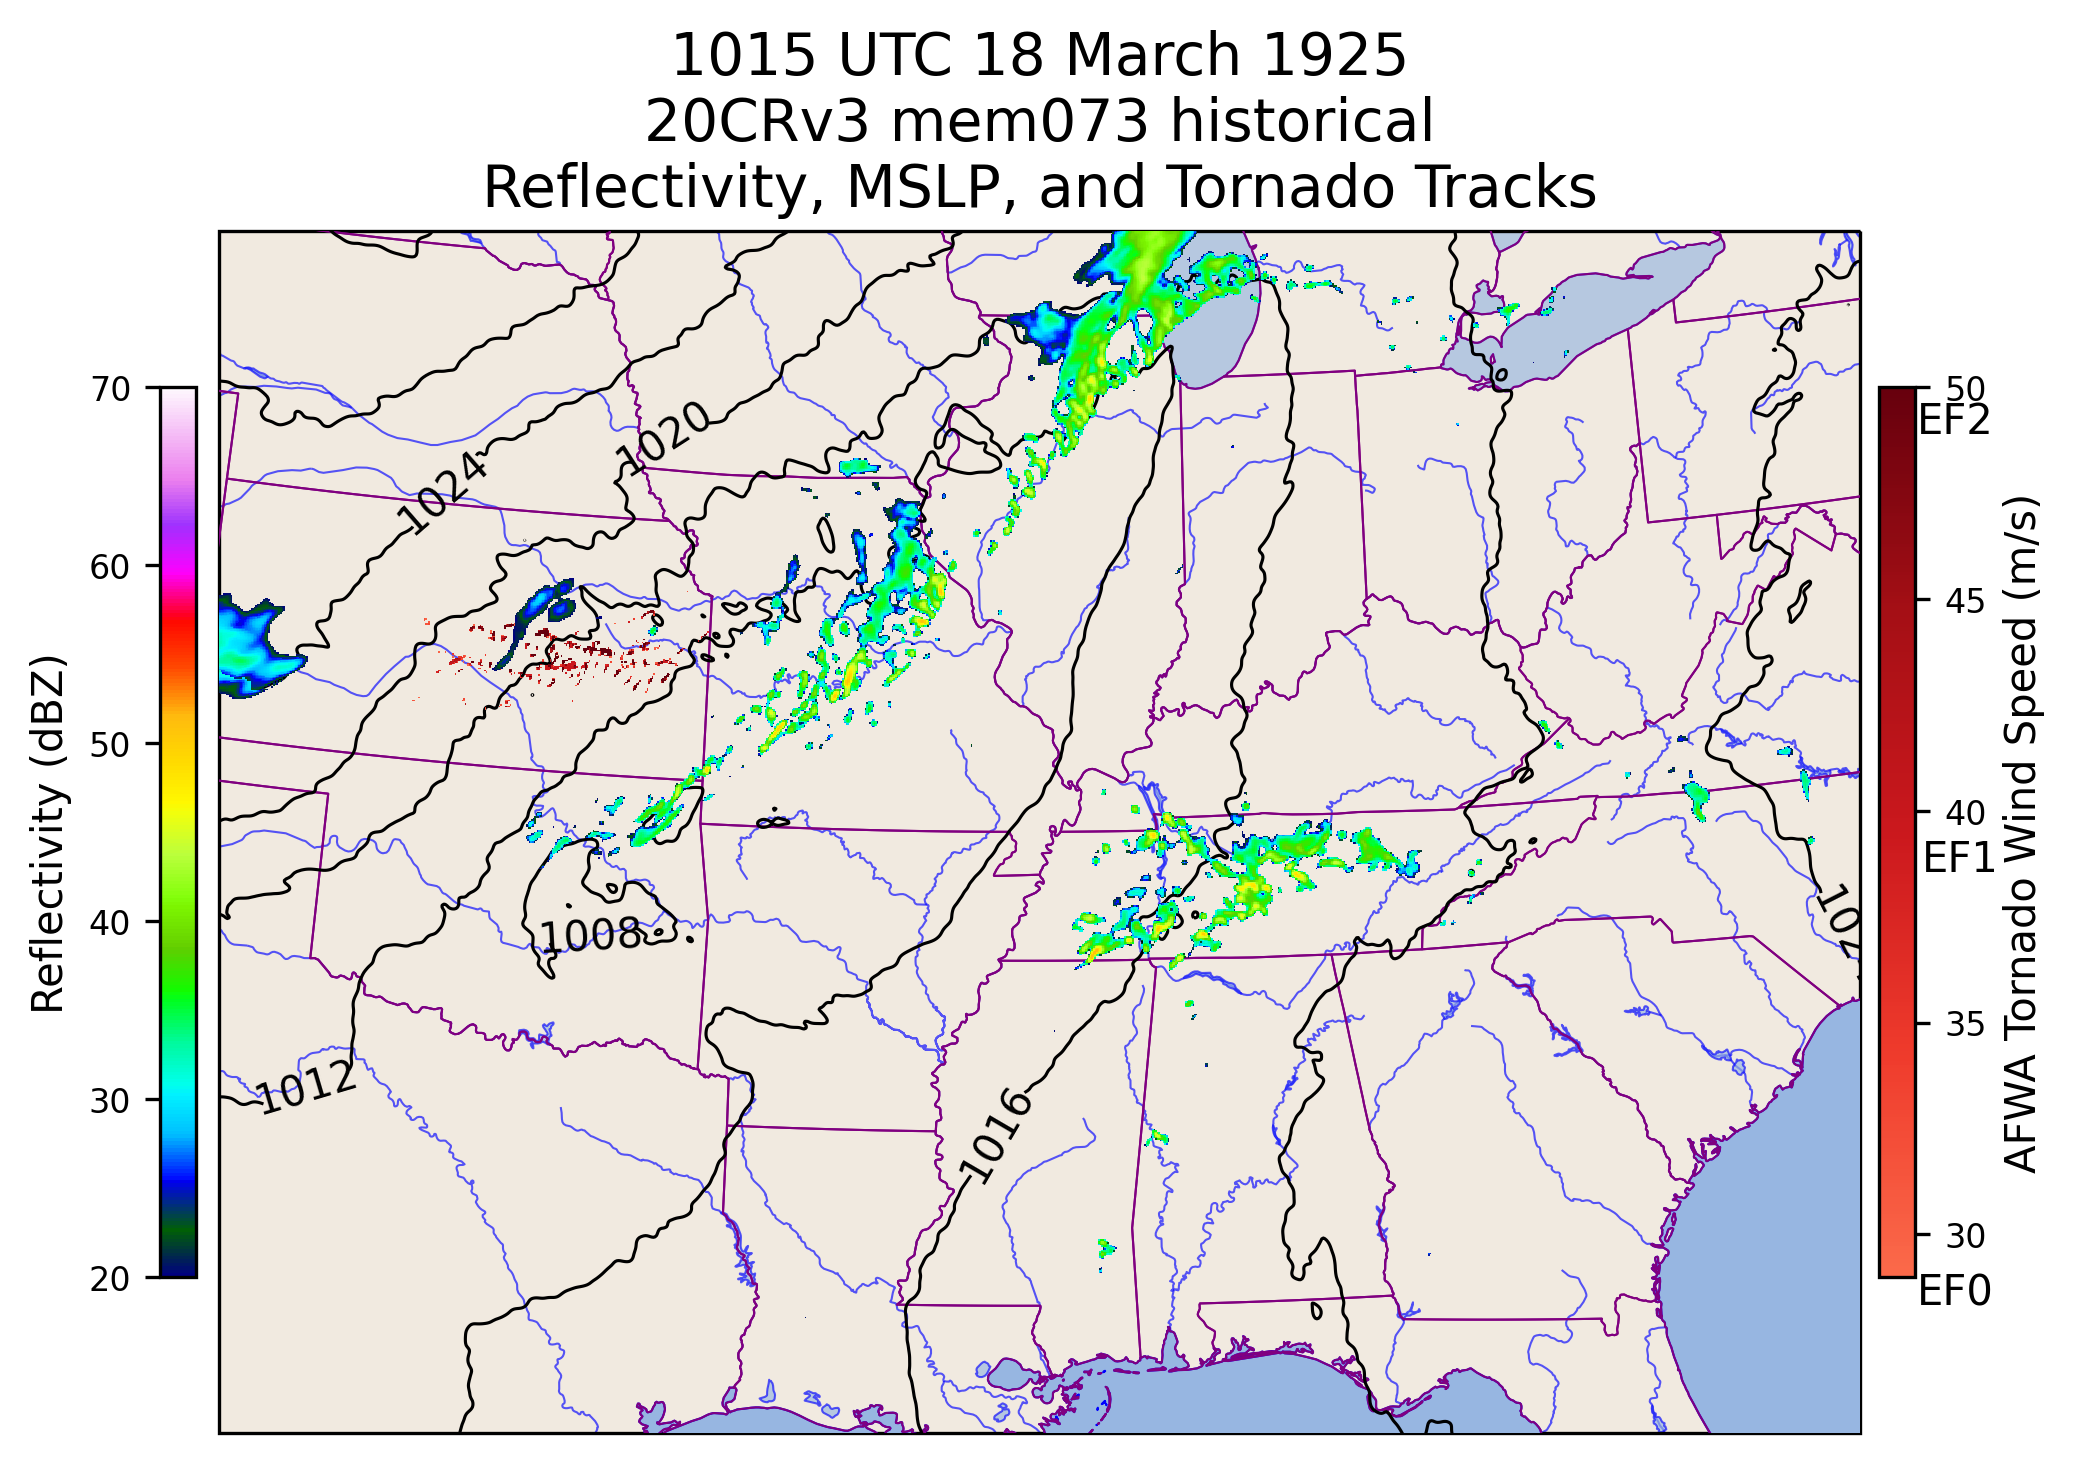 1015 UTC 18 March 1925
20CRv3 mem073 historical
Reflectivity, MSLP, and Tornado Tracks
Reflectivity (dBZ)
70
60
50
40
30
20
1024
1020
1008
1012
1016
102
50
EF2
45
40
EF1
35
30
EF0
AFWA Tornado Wind Speed (m/s)